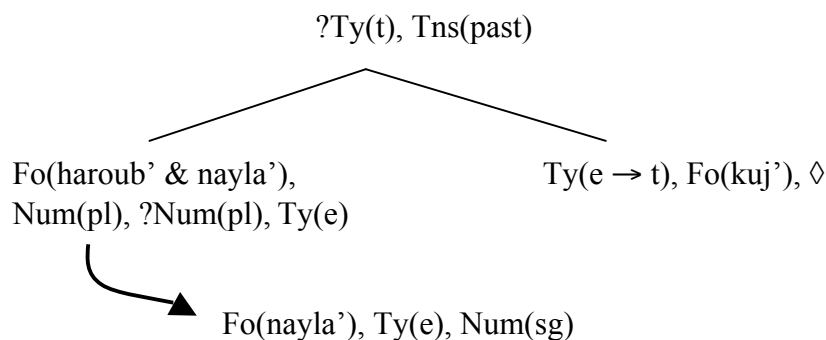 ?Ty(t), Tns(past)
Fo(haroub’ & nayla’), Ty(e → t), Fo(kuj’), ◊
Num(pl), ?Num(pl), Ty(e)
Fo(nayla’), Ty(e), Num(sg)